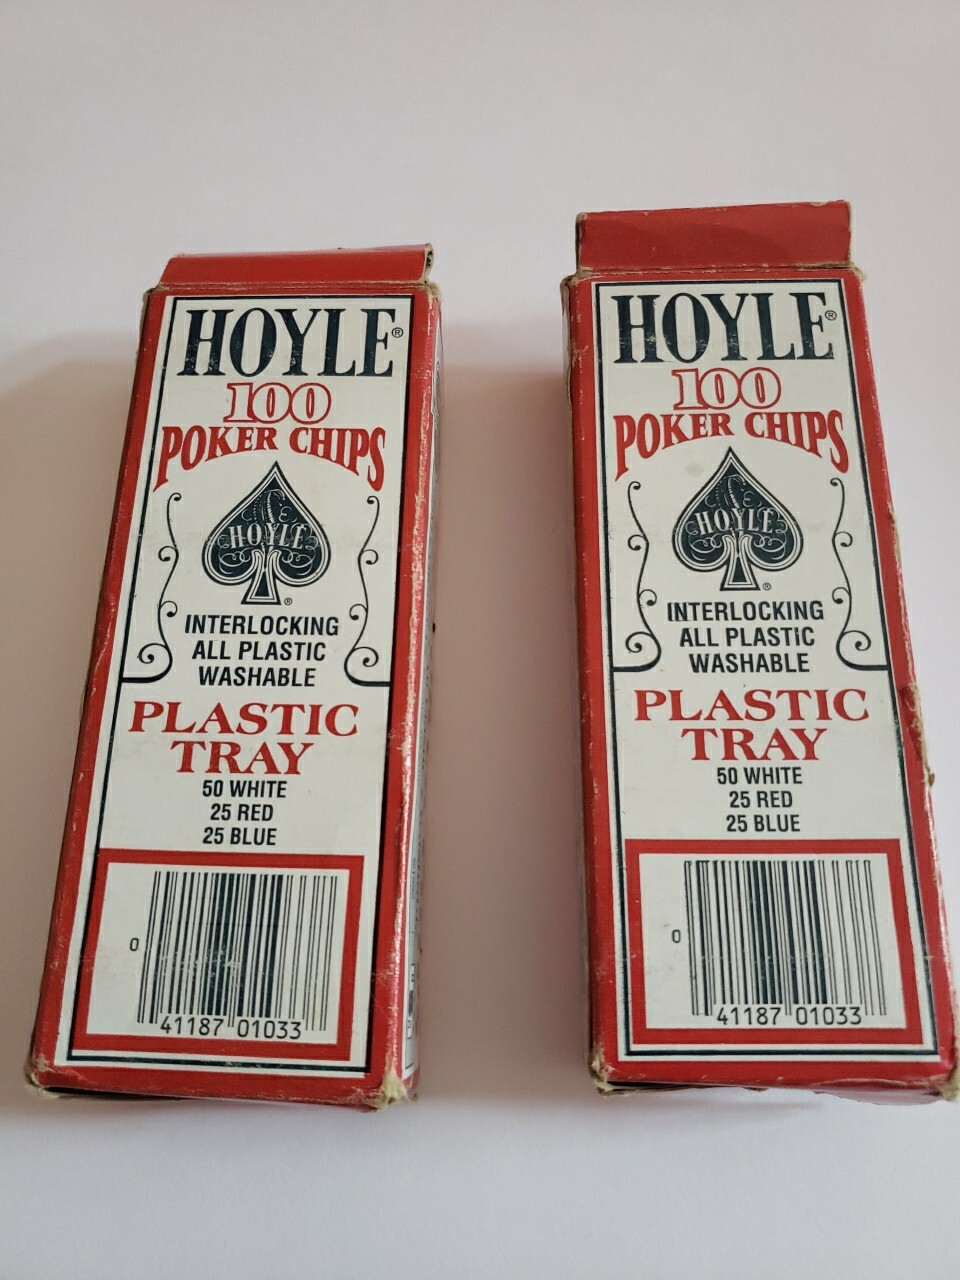 HOYLE®
100
POKER CHIPS
HOYLE
®
INTERLOCKING
ALL PLASTIC
WASHABLE
PLASTIC
TRAY
50 WHITE
25 RED
25 BLUE
0
41187 01033
HOYLE®
100
POKER CHIPS
HOYLE
®
INTERLOCKING
ALL PLASTIC
WASHABLE
PLASTIC
TRAY
50 WHITE
25 RED
25 BLUE
0
41187 01033